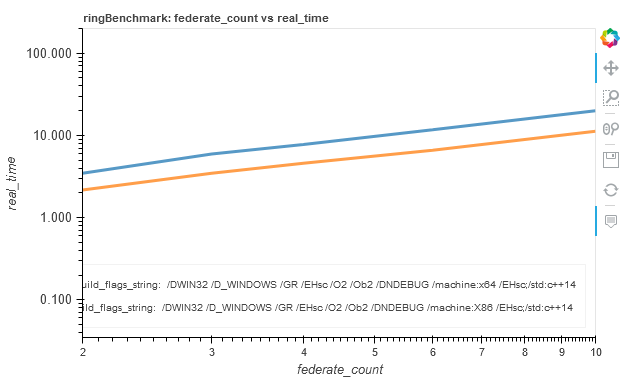 ringBenchmark: federate_count vs real_time
100.000
10.000
1.000
0.100
real_time
uild_flags_string: /DWIN32 /D_WINDOWS /GR /EHsc /O2 /Ob2 /DNDEBUG /machine:x64 /EHsc;/std:c++14
ld_flags_string: /DWIN32 /D_WINDOWS /GR /EHsc /O2 /Ob2 /DNDEBUG /machine:X86 /EHsc;/std:c++14
2 3 4 5 6 7 8 9 10
federate_count